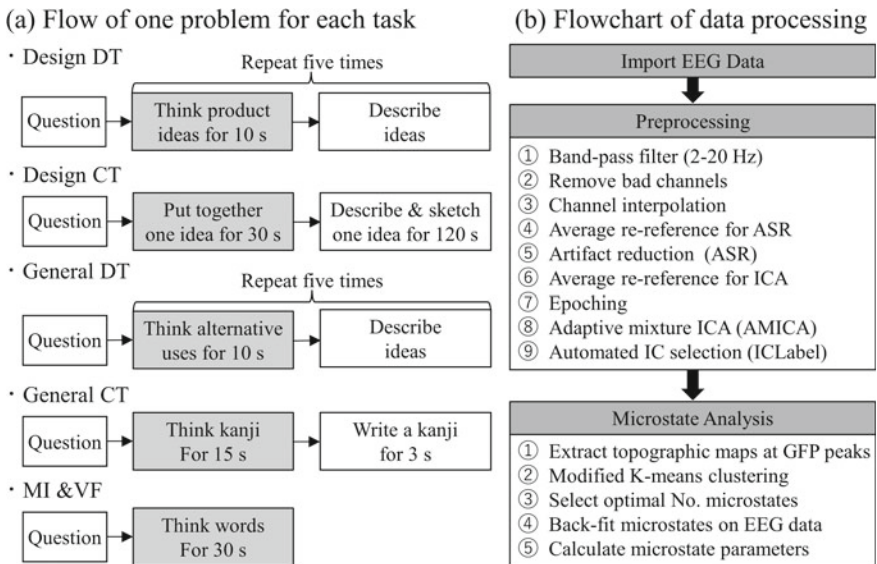 (a) Flow of one problem for each task
・Design DT
Repeat five times
Question
Think product
ideas for 10 s
Describe
ideas
・Design CT
Question
Put together
one idea for 30 s
Describe & sketch
one idea for 120 s
・General DT
Repeat five times
Question
Think alternative
uses for 10 s
Describe
ideas
・General CT
Question
Think kanji
For 15 s
Write a kanji
for 3 s
・MI &VF
Question
Think words
For 30 s
(b) Flowchart of data processing
Import EEG Data
Preprocessing
① Band-pass filter (2-20 Hz)
② Remove bad channels
③ Channel interpolation
④ Average re-reference for ASR
⑤ Artifact reduction (ASR)
⑥ Average re-reference for ICA
⑦ Epoching
⑧ Adaptive mixture ICA (AMICA)
⑨ Automated IC selection (ICLabel)
Microstate Analysis
① Extract topographic maps at GFP peaks
② Modified K-means clustering
③ Select optimal No. microstates
④ Back-fit microstates on EEG data
⑤ Calculate microstate parameters